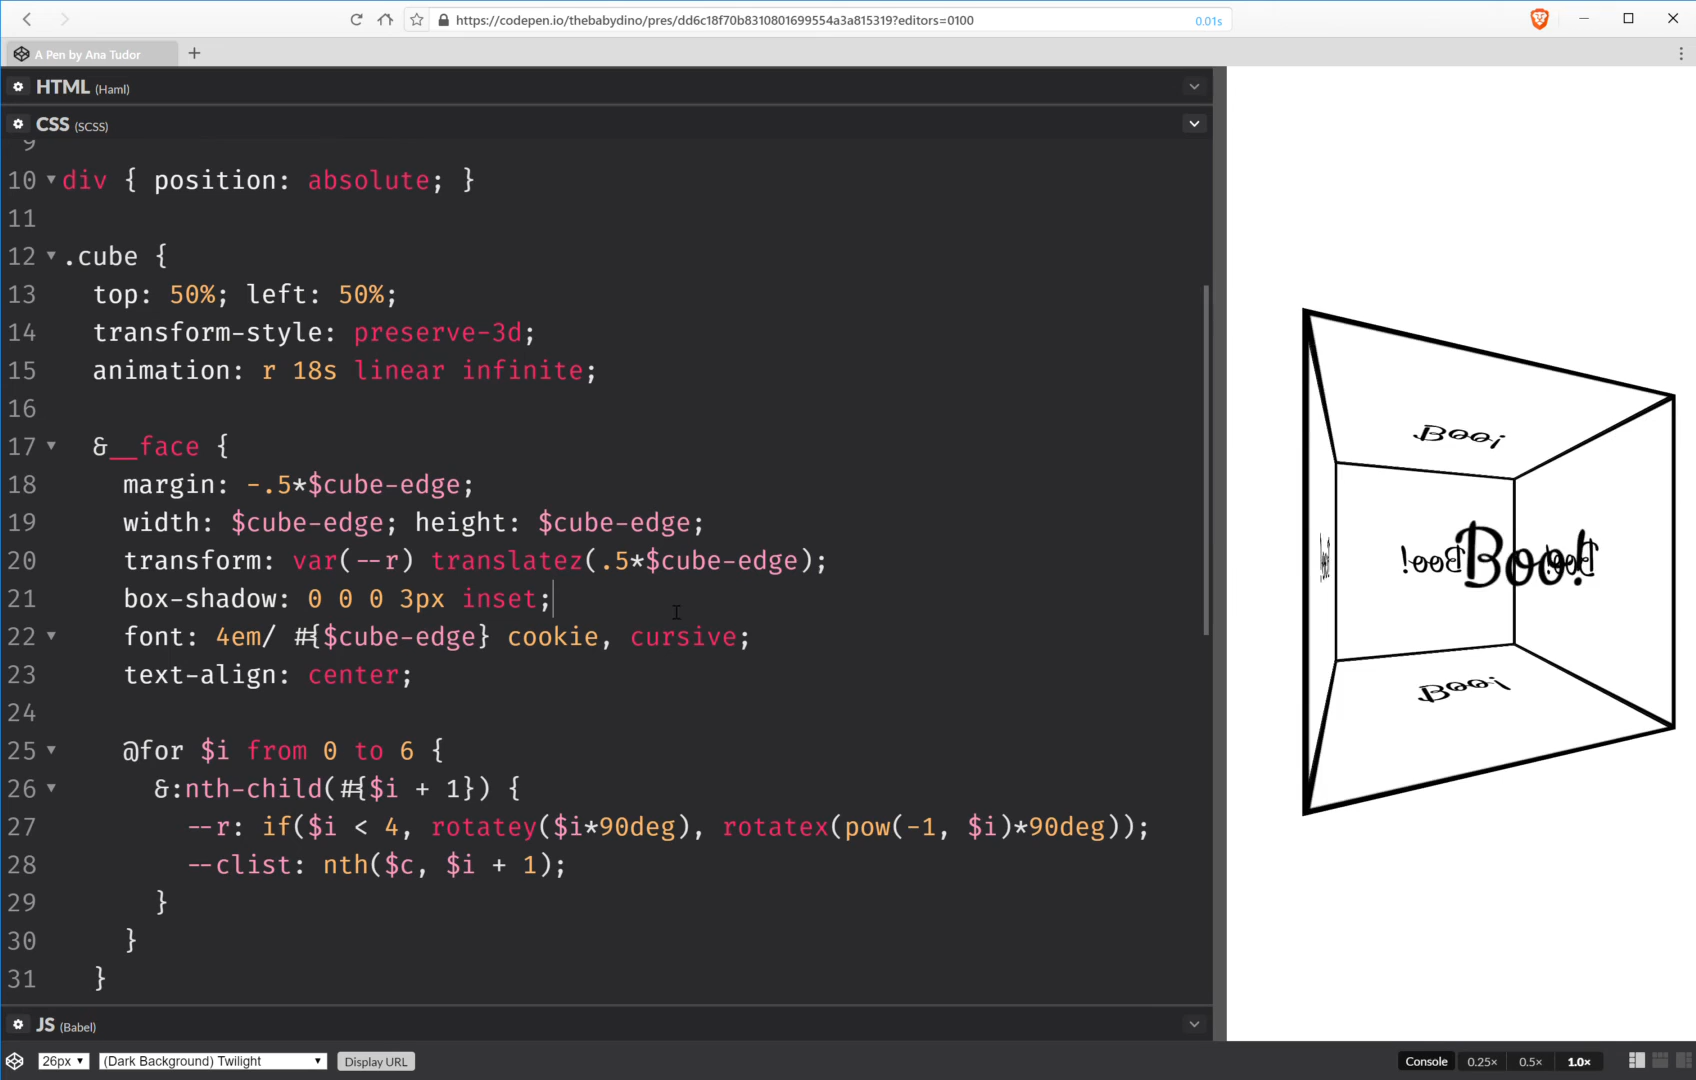 https://codepen.io/thebabydino/pres/dd6c18f70b8310801699554a3a815319?editors=0100
0.01s
A Pen by Ana Tudor
HTML (Haml)
CSS (SCSS)
9
10 div { position: absolute; }
11
12 .cube {
13 top: 50%; left: 50%;
14 transform-style: preserve-3d;
15 animation: r 18s linear infinite;
16
17 &__face {
18 margin: -.5*$cube-edge;
19 width: $cube-edge; height: $cube-edge;
20 transform: var(--r) translatez(.5*$cube-edge);
21 box-shadow: 0 0 0 3px inset;
22 font: 4em/ #{$cube-edge} cookie, cursive;
23 text-align: center;
24
25 @for $i from 0 to 6 {
26 &:nth-child(#{$i + 1}) {
27 --r: if($i < 4, rotatey($i*90deg), rotatex(pow(-1, $i)*90deg));
28 --clist: nth($c, $i + 1);
29 }
30 }
31 }
Boo!
Boo!
Boo!
Boo!
Boo!
JS (Babel)
26px
(Dark Background) Twilight
Display URL
Console
0.25×
0.5×
1.0×